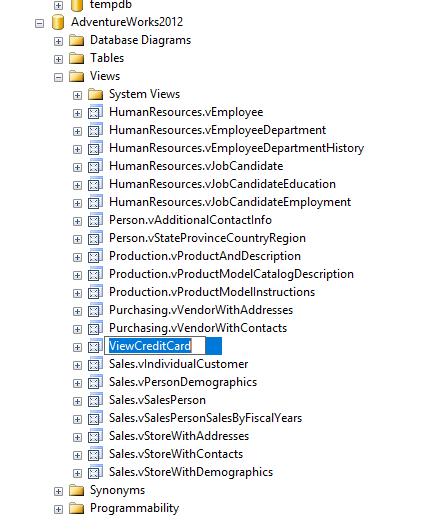 tempdb
AdventureWorks2012
Database Diagrams
Tables
Views
System Views
HumanResources.vEmployee
HumanResources.vEmployeeDepartment
HumanResources.vEmployeeDepartmentHistory
HumanResources.vJobCandidate
HumanResources.vJobCandidateEducation
HumanResources.vJobCandidateEmployment
Person.vAdditionalContactInfo
Person.vStateProvinceCountryRegion
Production.vProductAndDescription
Production.vProductModelCatalogDescription
Production.vProductModelInstructions
Purchasing.vVendorWithAddresses
Purchasing.vVendorWithContacts
ViewCreditCard
Sales.vIndividualCustomer
Sales.vPersonDemographics
Sales.vSalesPerson
Sales.vSalesPersonSalesByFiscalYears
Sales.vStoreWithAddresses
Sales.vStoreWithContacts
Sales.vStoreWithDemographics
Synonyms
Programmability